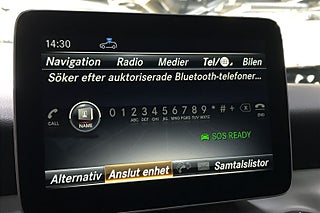 14:30
Navigation Radio Medier Tel/ Bilen
Söker efter auktoriserade Bluetooth-telefoner...
CALL NAME 0 1 2 3 4 5 6 7 8 9 * # + END
ABC DEF GHI JKL MNO PQRS TUV WXYZ
SOS READY
Alternativ Anslut enhet Samtalslistor